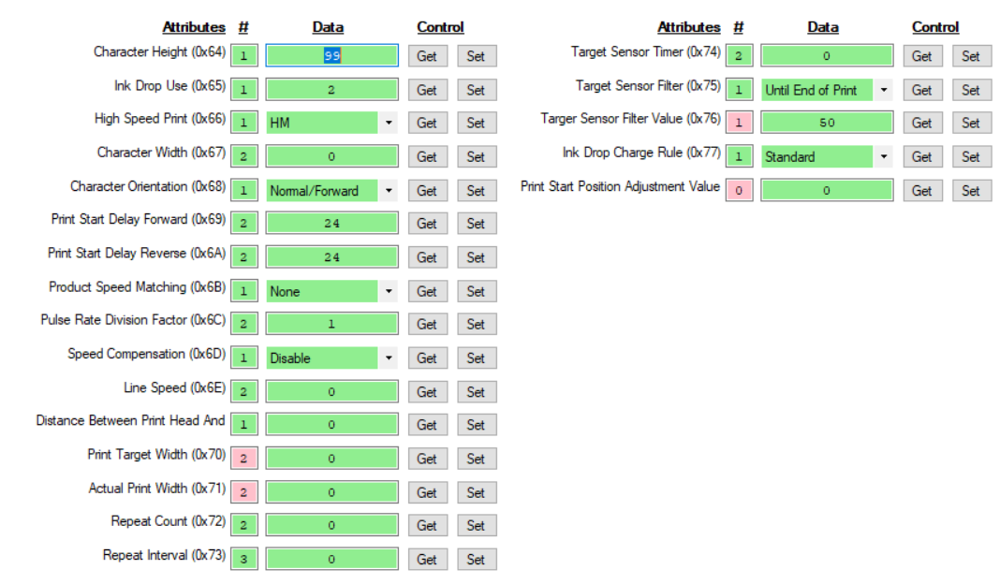 Attributes # Data Control
Character Height (0x64) 1 99 Get Set
Ink Drop Use (0x65) 1 2 Get Set
High Speed Print (0x66) 1 HM Get Set
Character Width (0x67) 2 0 Get Set
Character Orientation (0x68) 1 Normal/Forward Get Set
Print Start Delay Forward (0x69) 2 24 Get Set
Print Start Delay Reverse (0x6A) 2 24 Get Set
Product Speed Matching (0x6B) 1 None Get Set
Pulse Rate Division Factor (0x6C) 2 1 Get Set
Speed Compensation (0x6D) 1 Disable Get Set
Line Speed (0x6E) 2 0 Get Set
Distance Between Print Head And 1 0 Get Set
Print Target Width (0x70) 2 0 Get Set
Actual Print Width (0x71) 2 0 Get Set
Repeat Count (0x72) 2 0 Get Set
Repeat Interval (0x73) 3 0 Get Set
Attributes # Data Control
Target Sensor Timer (0x74) 2 0 Get Set
Target Sensor Filter (0x75) 1 Until End of Print Get Set
Targer Sensor Filter Value (0x76) 1 50 Get Set
Ink Drop Charge Rule (0x77) 1 Standard Get Set
Print Start Position Adjustment Value 0 0 Get Set